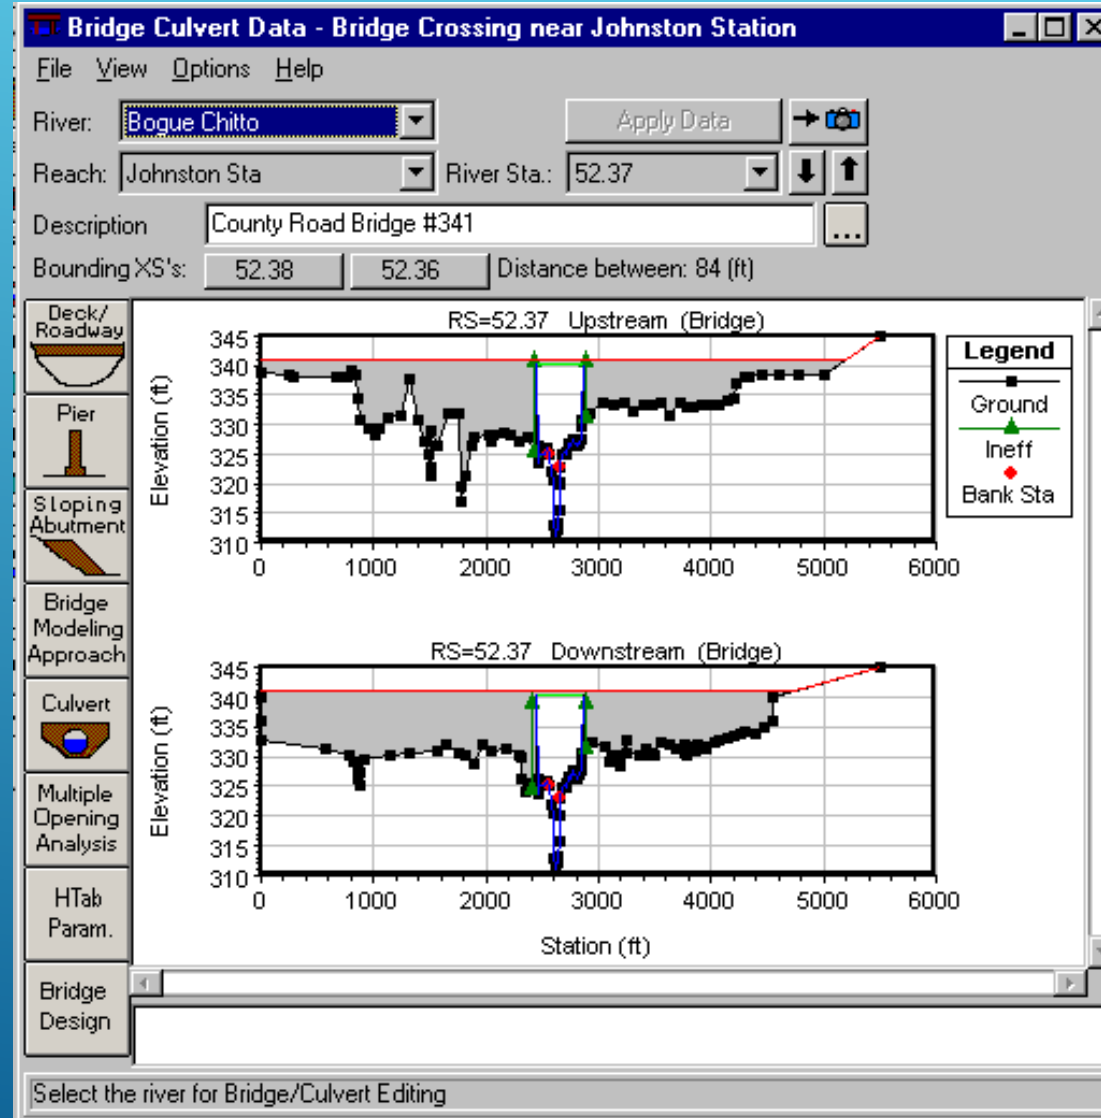 Bridge Culvert Data - Bridge Crossing near Johnston Station
File View Options Help
River: Bogue Chitto Apply Data
Reach: Johnston Sta River Sta.: 52.37
Description County Road Bridge #341 ...
Bounding XS's: 52.38 52.36 Distance between: 84 (ft)
Deck/
Roadway
Pier
Sloping
Abutment
Bridge
Modeling
Approach
Culvert
Multiple
Opening
Analysis
HTab
Param.
Bridge
Design
RS=52.37 Upstream (Bridge)
Elevation (ft)
345
340
335
330
325
320
315
310
0 1000 2000 3000 4000 5000 6000
Legend
Ground
Ineff
Bank Sta
RS=52.37 Downstream (Bridge)
Elevation (ft)
345
340
335
330
325
320
315
310
0 1000 2000 3000 4000 5000 6000
Station (ft)
Select the river for Bridge/Culvert Editing